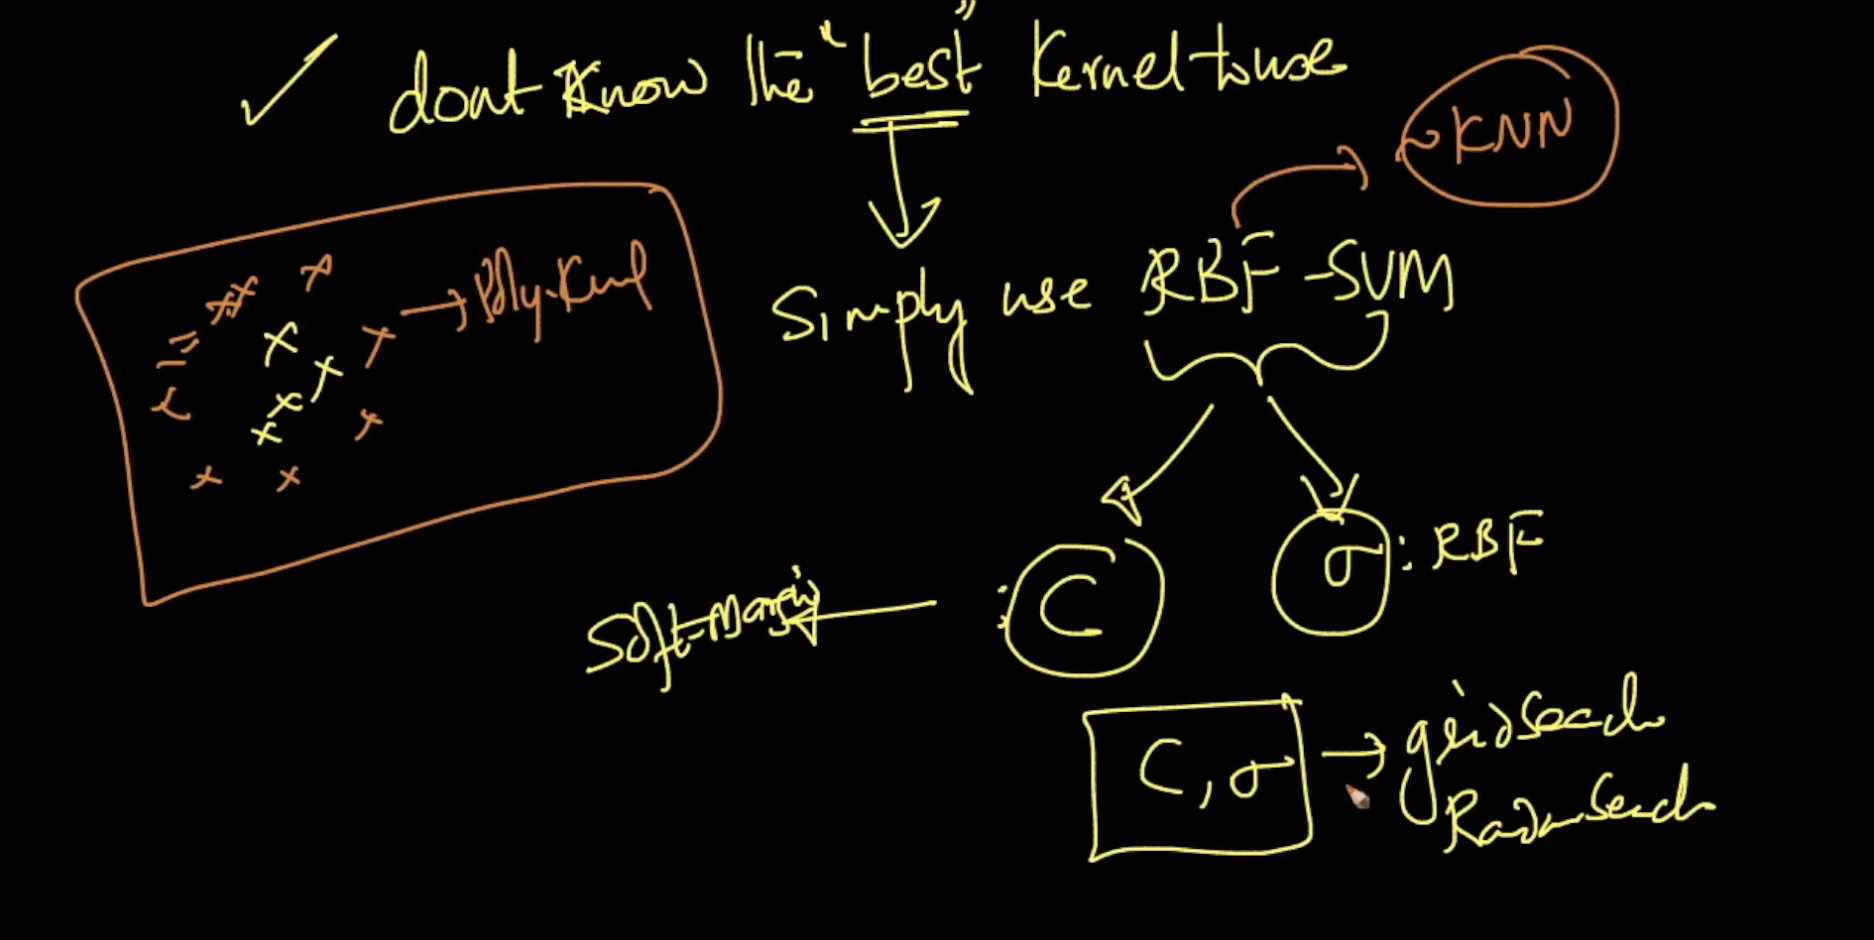 ✓ dont Know the "best" Kernel to use
~ KNN
→ Poly-Kernel
Simply use RBF-SVM
σ : RBF
: C
Soft-Margin
C, σ → gridSearch
RandomSearch